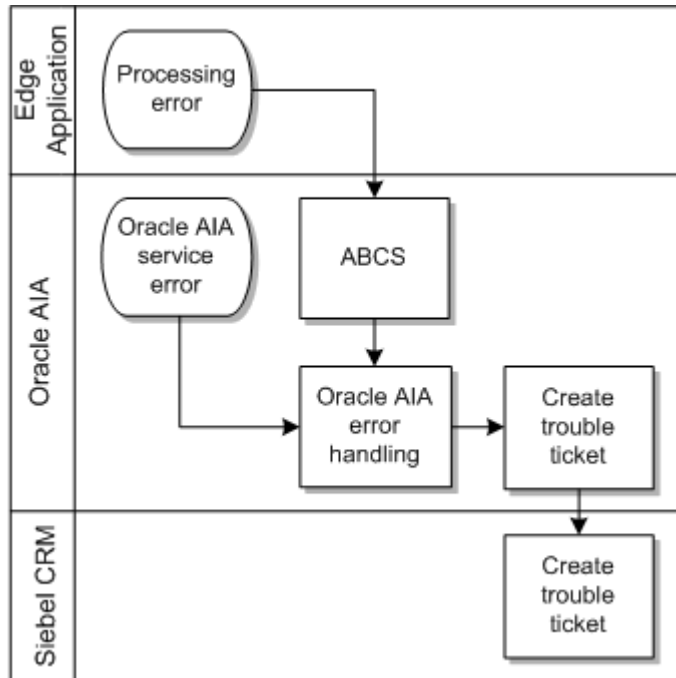 Edge
Application
Processing
error
Oracle AIA
Oracle AIA
service
error
ABCS
Oracle AIA
error
handling
Create
trouble
ticket
Siebel CRM
Create
trouble
ticket